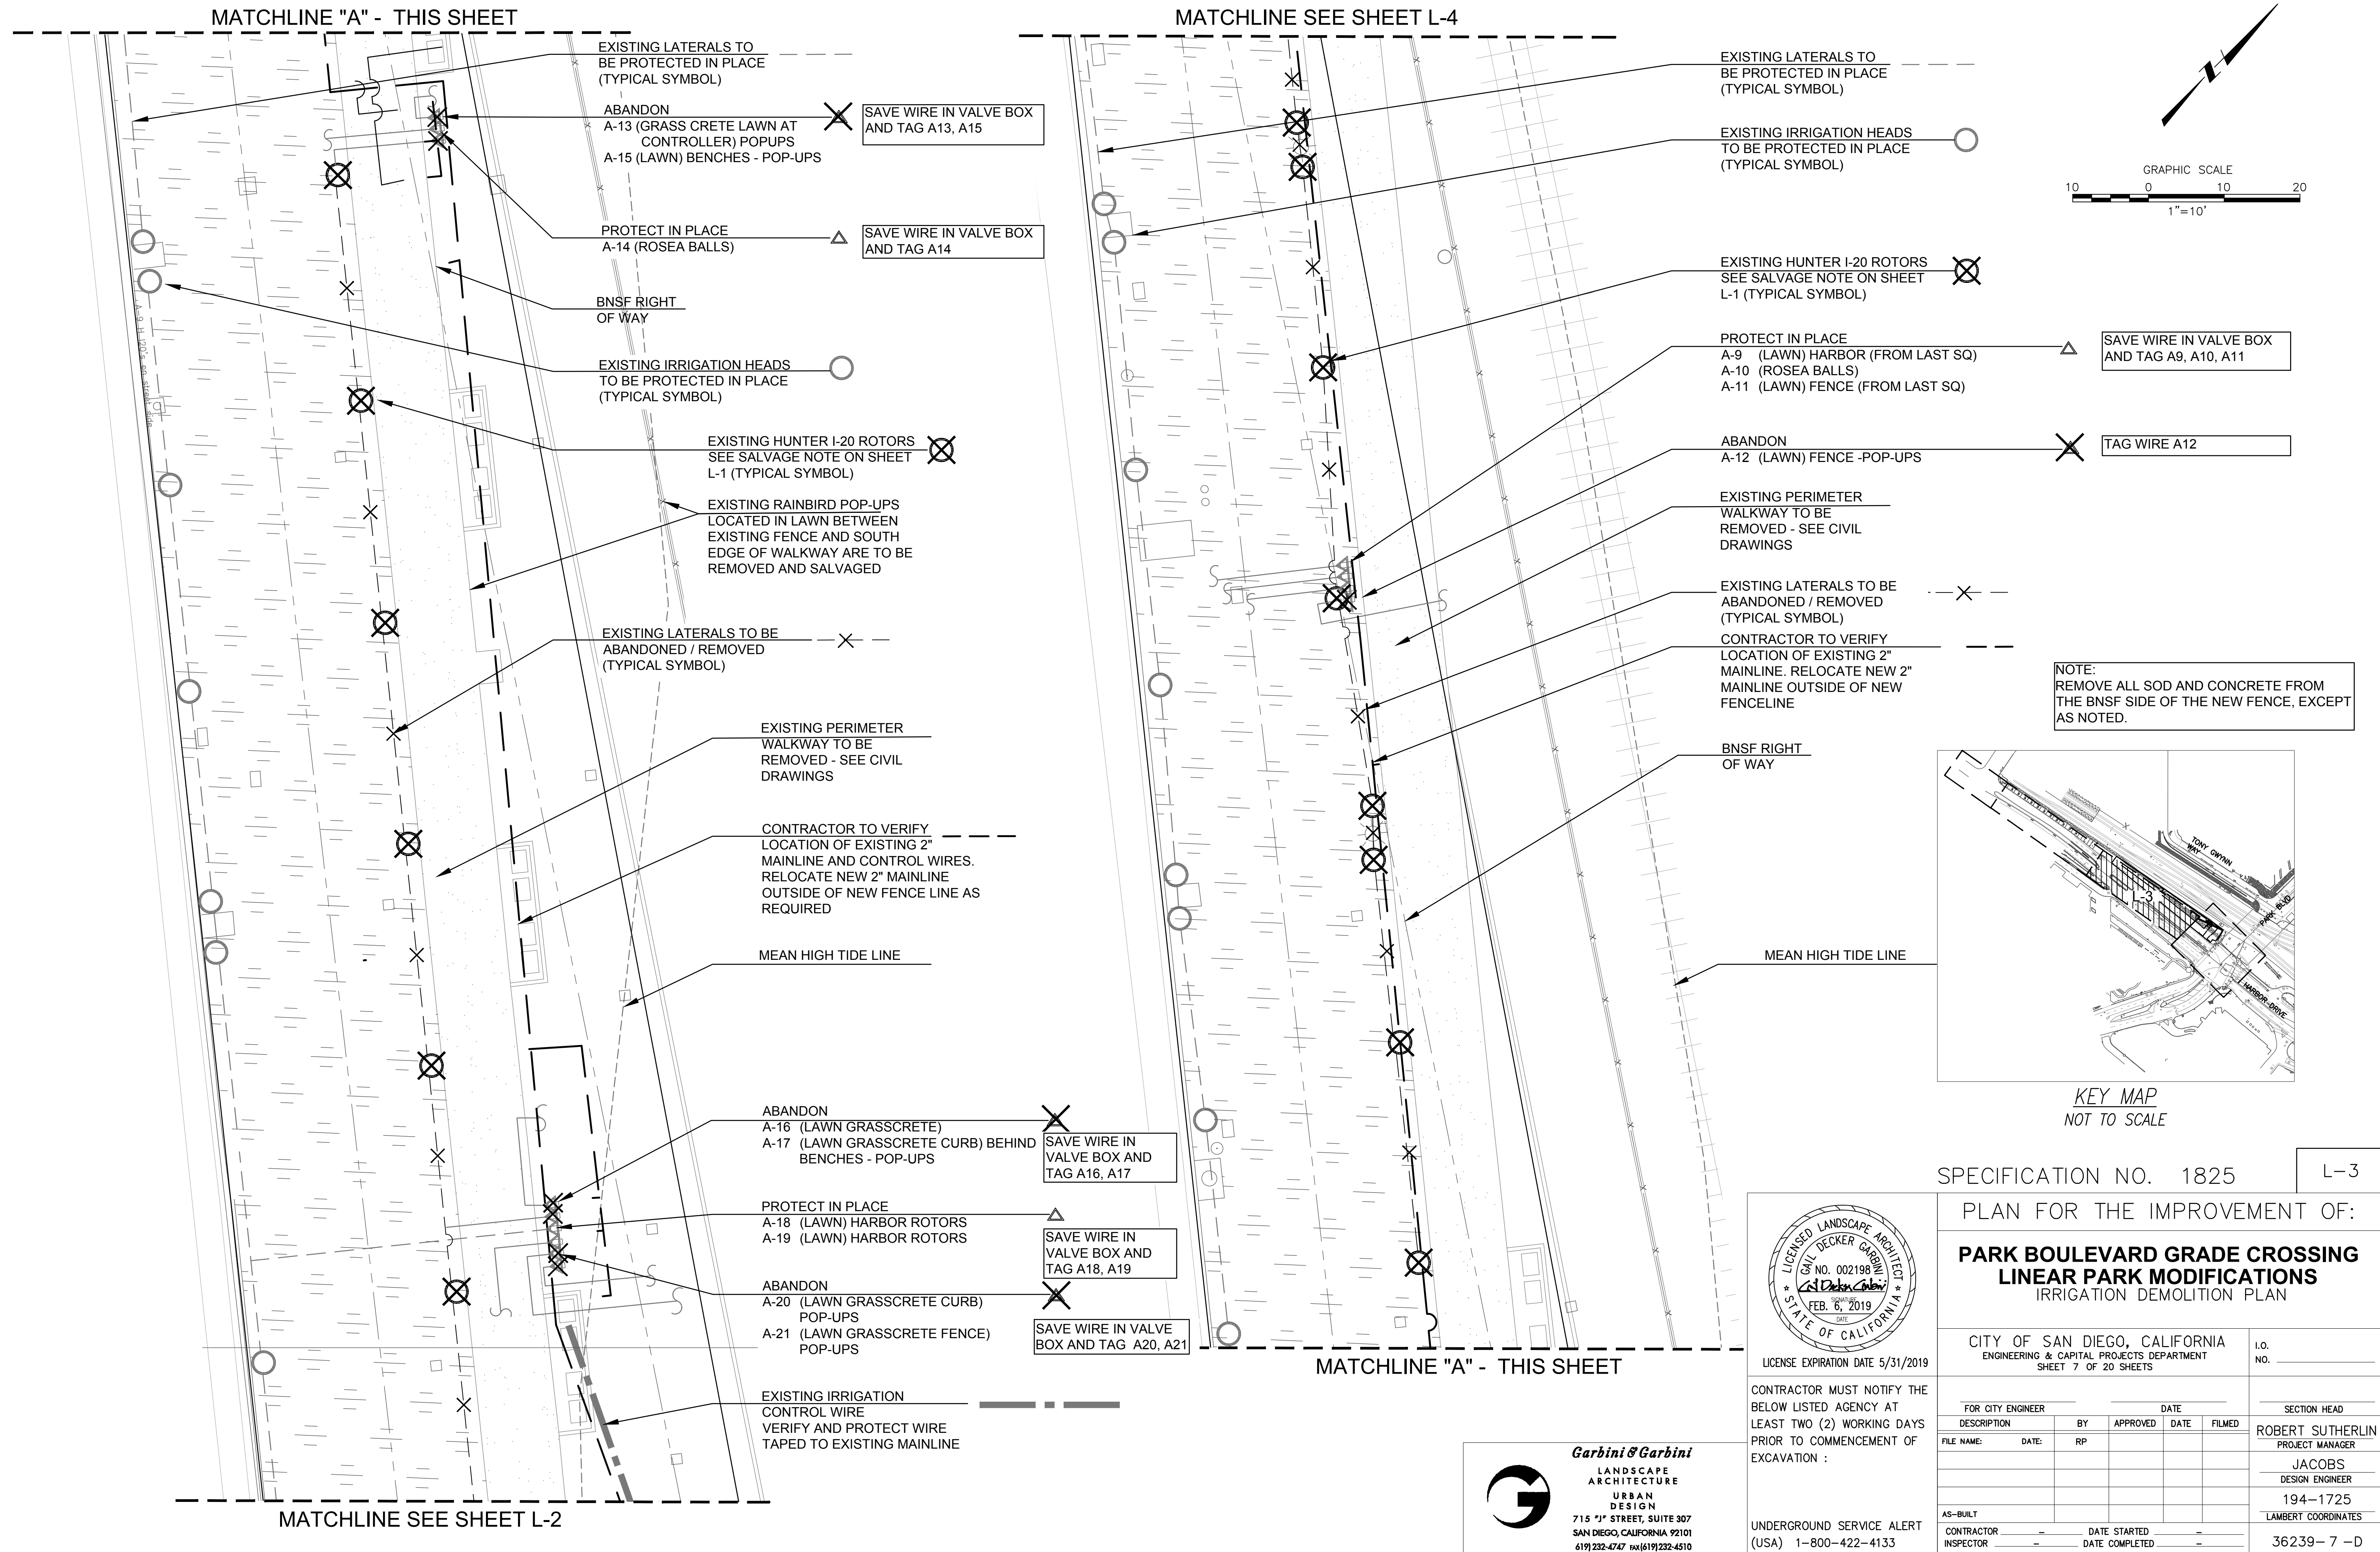 MATCHLINE "A" - THIS SHEET
EXISTING LATERALS TO
BE PROTECTED IN PLACE
(TYPICAL SYMBOL)
ABANDON
A-13 (GRASS CRETE LAWN AT
CONTROLLER) POPUPS
A-15 (LAWN) BENCHES - POP-UPS
SAVE WIRE IN VALVE BOX
AND TAG A13, A15
PROTECT IN PLACE
A-14 (ROSEA BALLS)
SAVE WIRE IN VALVE BOX
AND TAG A14
BNSF RIGHT
OF WAY
EXISTING IRRIGATION HEADS
TO BE PROTECTED IN PLACE
(TYPICAL SYMBOL)
EXISTING HUNTER I-20 ROTORS
SEE SALVAGE NOTE ON SHEET
L-1 (TYPICAL SYMBOL)
EXISTING RAINBIRD POP-UPS
LOCATED IN LAWN BETWEEN
EXISTING FENCE AND SOUTH
EDGE OF WALKWAY ARE TO BE
REMOVED AND SALVAGED
EXISTING LATERALS TO BE
ABANDONED / REMOVED
(TYPICAL SYMBOL)
EXISTING PERIMETER
WALKWAY TO BE
REMOVED - SEE CIVIL
DRAWINGS
CONTRACTOR TO VERIFY
LOCATION OF EXISTING 2"
MAINLINE AND CONTROL WIRES.
RELOCATE NEW 2" MAINLINE
OUTSIDE OF NEW FENCE LINE AS
REQUIRED
MEAN HIGH TIDE LINE
ABANDON
A-16 (LAWN GRASSCRETE)
A-17 (LAWN GRASSCRETE CURB) BEHIND
BENCHES - POP-UPS
SAVE WIRE IN
VALVE BOX AND
TAG A16, A17
PROTECT IN PLACE
A-18 (LAWN) HARBOR ROTORS
A-19 (LAWN) HARBOR ROTORS
SAVE WIRE IN
VALVE BOX AND
TAG A18, A19
ABANDON
A-20 (LAWN GRASSCRETE CURB)
POP-UPS
A-21 (LAWN GRASSCRETE FENCE)
POP-UPS
SAVE WIRE IN VALVE
BOX AND TAG A20, A21
EXISTING IRRIGATION
CONTROL WIRE
VERIFY AND PROTECT WIRE
TAPED TO EXISTING MAINLINE
MATCHLINE SEE SHEET L-2
MATCHLINE SEE SHEET L-4
EXISTING LATERALS TO
BE PROTECTED IN PLACE
(TYPICAL SYMBOL)
EXISTING IRRIGATION HEADS
TO BE PROTECTED IN PLACE
(TYPICAL SYMBOL)
EXISTING HUNTER I-20 ROTORS
SEE SALVAGE NOTE ON SHEET
L-1 (TYPICAL SYMBOL)
PROTECT IN PLACE
A-9 (LAWN) HARBOR (FROM LAST SQ)
A-10 (ROSEA BALLS)
A-11 (LAWN) FENCE (FROM LAST SQ)
SAVE WIRE IN VALVE BOX
AND TAG A9, A10, A11
ABANDON
A-12 (LAWN) FENCE -POP-UPS
TAG WIRE A12
EXISTING PERIMETER
WALKWAY TO BE
REMOVED - SEE CIVIL
DRAWINGS
EXISTING LATERALS TO BE
ABANDONED / REMOVED
(TYPICAL SYMBOL)
CONTRACTOR TO VERIFY
LOCATION OF EXISTING 2"
MAINLINE. RELOCATE NEW 2"
MAINLINE OUTSIDE OF NEW
FENCELINE
BNSF RIGHT
OF WAY
MEAN HIGH TIDE LINE
MATCHLINE "A" - THIS SHEET
GRAPHIC SCALE
10 0 10 20
1"=10'
NOTE:
REMOVE ALL SOD AND CONCRETE FROM
THE BNSF SIDE OF THE NEW FENCE, EXCEPT
AS NOTED.
TONY GWYNN
WAY
L-3
PARK BLVD
HARBOR DRIVE
KEY MAP
NOT TO SCALE
SPECIFICATION NO. 1825
L-3
PLAN FOR THE IMPROVEMENT OF:
PARK BOULEVARD GRADE CROSSING
LINEAR PARK MODIFICATIONS
IRRIGATION DEMOLITION PLAN
LICENSED LANDSCAPE ARCHITECT
GAIL DECKER GARBINI
NO. 002198
SIGNATURE
FEB. 6, 2019
DATE
STATE OF CALIFORNIA
LICENSE EXPIRATION DATE 5/31/2019
CITY OF SAN DIEGO, CALIFORNIA
ENGINEERING & CAPITAL PROJECTS DEPARTMENT
SHEET 7 OF 20 SHEETS
I.O.
NO.
CONTRACTOR MUST NOTIFY THE
BELOW LISTED AGENCY AT
LEAST TWO (2) WORKING DAYS
PRIOR TO COMMENCEMENT OF
EXCAVATION :
UNDERGROUND SERVICE ALERT
(USA) 1-800-422-4133
FOR CITY ENGINEER DATE
DESCRIPTION BY APPROVED DATE FILMED
FILE NAME: DATE: RP
AS-BUILT
CONTRACTOR - DATE STARTED -
INSPECTOR - DATE COMPLETED -
SECTION HEAD
ROBERT SUTHERLIN
PROJECT MANAGER
JACOBS
DESIGN ENGINEER
194-1725
LAMBERT COORDINATES
36239- 7 -D
Garbini & Garbini
LANDSCAPE
ARCHITECTURE
URBAN
DESIGN
715 "J" STREET, SUITE 307
SAN DIEGO, CALIFORNIA 92101
619) 232-4747 FAX (619) 232-4510